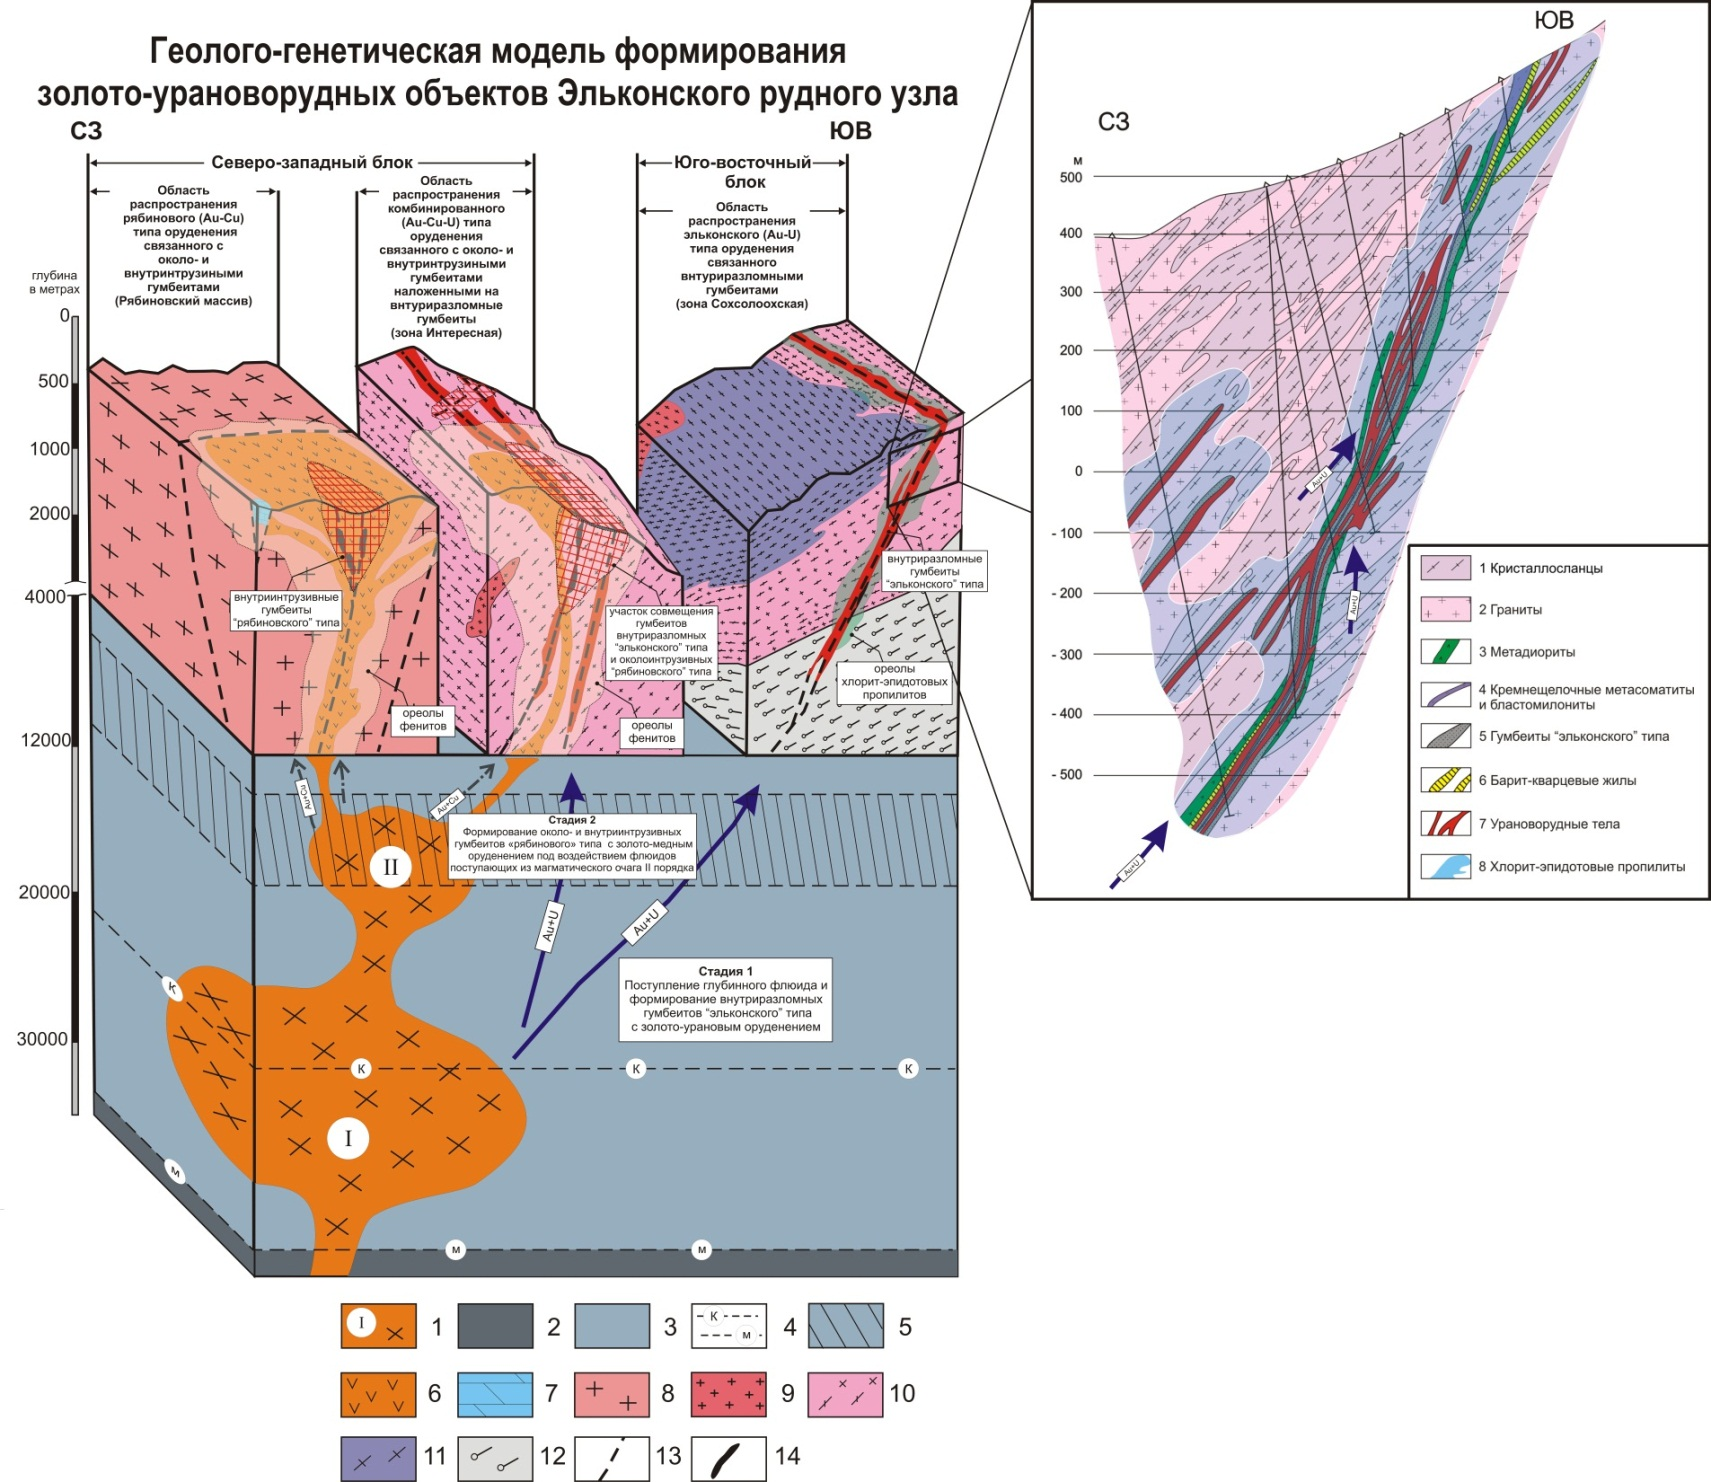 Геолого-генетическая модель формирования
золото-урановорудных объектов Эльконского рудного узла
СЗ
ЮВ
Северо-западный блок
Юго-восточный
блок
Область
распространения
рябинового (Au-Cu)
типа оруденения
связанного с
около- и
внутринтрузиными
гумбеитами
(Рябиновский массив)
Область
распространения
комбинированного
(Au-Cu-U) типа
оруденения
связанного с около- и
внутринтрузиными
гумбеитами
наложенными на
внтуриразломные
гумбеиты
(зона Интересная)
Область
распространения
эльконского (Au-U)
типа оруденения
связанного
внтуриразломными
гумбеитами
(зона Сохсолоохская)
глубина
в метрах
0
500
1000
2000
4000
12000
20000
30000
внутриинтрузивные
гумбеиты
"рябиновского" типа
ореолы
фенитов
участок совмещения
гумбеитов
внутриразломных
"эльконского" типа
и околоинтрузивных
"рябиновского" типа
ореолы
фенитов
внутриразломные
гумбеиты
"эльконского" типа
ореолы
хлорит-эпидотовых
пропилитов
Au+Cu
Au+Cu
Стадия 2
Формирование около- и внутриинтрузивных
гумбеитов «рябинового» типа с золото-медным
оруденением под воздействием флюидов
поступающих из магматического очага II порядка
II
Au+U
Au+U
Стадия 1
Поступление глубинного флюида и
формирование внутриразломных
гумбеитов "эльконского" типа
с золото-урановым оруденением
К
К
К
К
I
м
м
м
I
1
2
3
К
м
4
5
6
7
8
9
10
11
12
13
14
ЮВ
СЗ
м
500
400
300
200
100
0
- 100
- 200
- 300
- 400
- 500
Au+U
Au+U
Au+U
1 Кристаллосланцы
2 Граниты
3 Метадиориты
4 Кремнещелочные метасоматиты
и бластомилониты
5 Гумбеиты "эльконского" типа
6 Барит-кварцевые жилы
7 Урановорудные тела
8 Хлорит-эпидотовые пропилиты